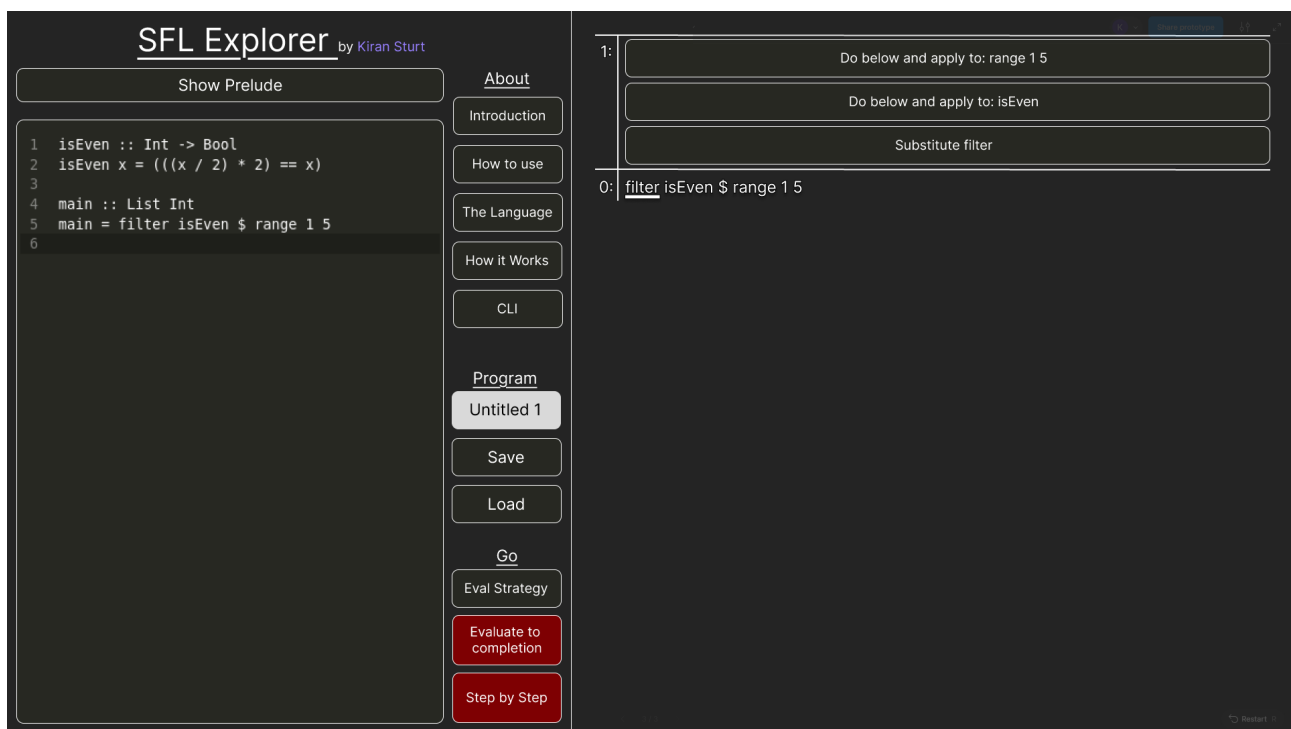 SFL Explorer by Kiran Sturt
Show Prelude
1 isEven :: Int -> Bool
2 isEven x = (((x / 2) * 2) == x)
3
4 main :: List Int
5 main = filter isEven $ range 1 5
6
About
Introduction
How to use
The Language
How it Works
CLI
Program
Untitled 1
Save
Load
Go
Eval Strategy
Evaluate to
completion
Step by Step
K
Share prototype
1:
Do below and apply to: range 1 5
Do below and apply to: isEven
Substitute filter
0: filter isEven $ range 1 5
Restart